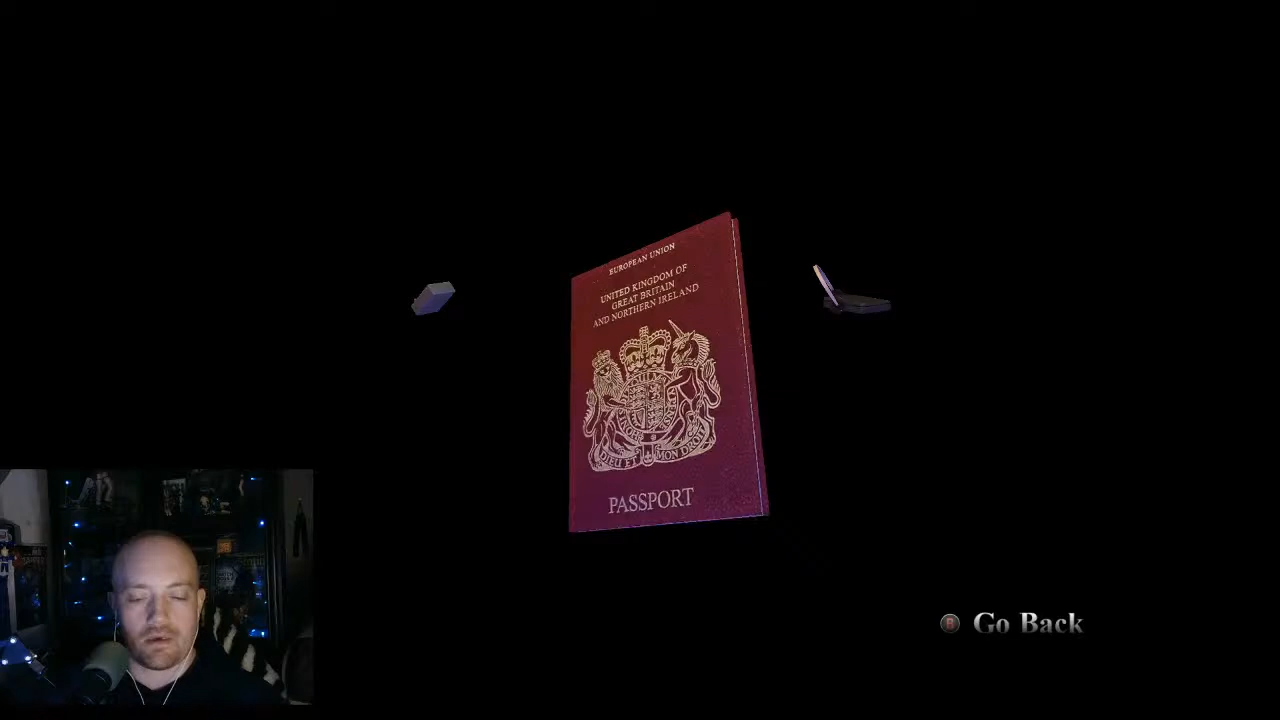 EUROPEAN UNION
UNITED KINGDOM OF
GREAT BRITAIN
AND NORTHERN IRELAND
DIEU ET MON DROIT
PASSPORT
B Go Back